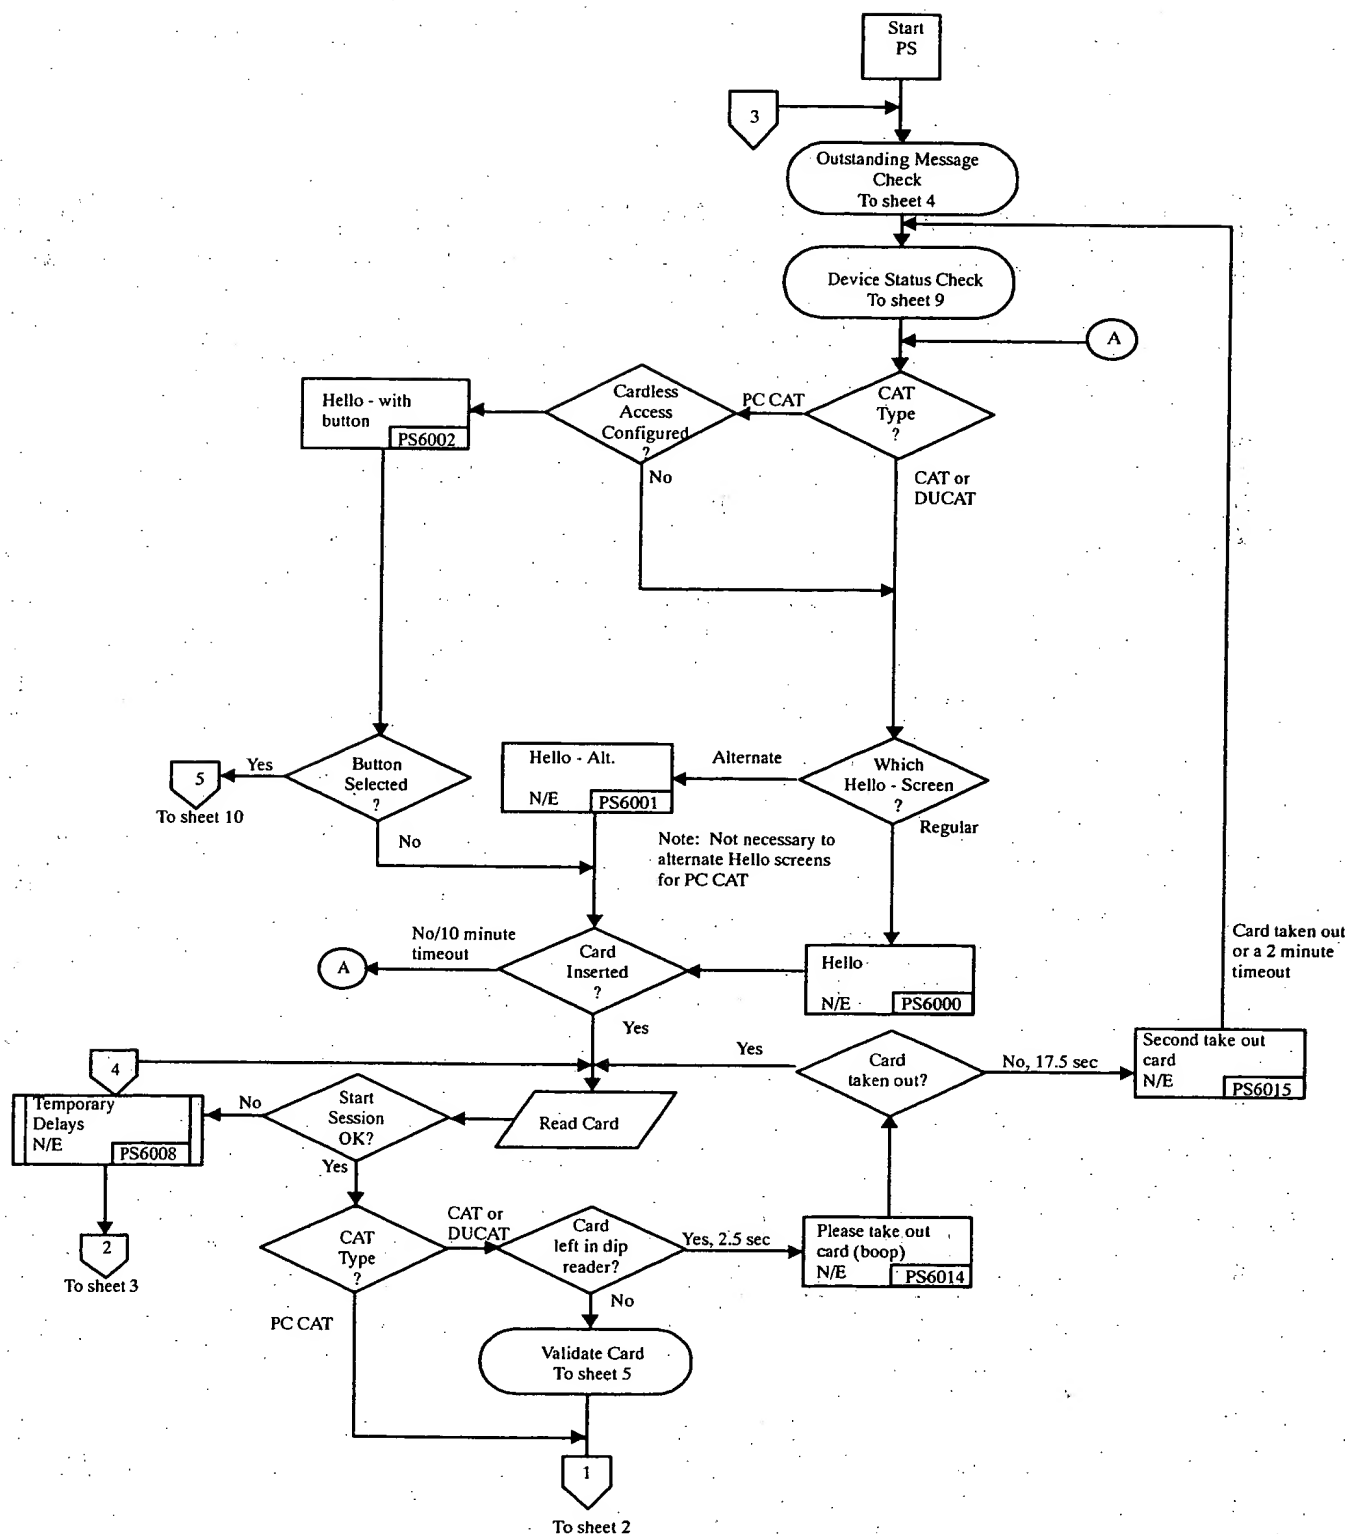 Start
PS
3
Outstanding Message
Check
To sheet 4
Device Status Check
To sheet 9
A
Hello - with
button
PS6002
Cardless
Access
Configured
?
PC CAT
CAT
Type
?
No
CAT or
DUCAT
5
To sheet 10
Yes
Button
Selected
?
No
Hello - Alt.
N/E
PS6001
Alternate
Which
Hello - Screen
?
Regular
Note: Not necessary to
alternate Hello screens
for PC CAT
No/10 minute
timeout
A
Card
Inserted
?
Yes
Hello
N/E
PS6000
Card taken out
or a 2 minute
timeout
4
Yes
Card
taken out?
No, 17.5 sec
Second take out
card
N/E
PS6015
Temporary
Delays
N/E
PS6008
No
Start
Session
OK?
Yes
Read Card
2
To sheet 3
CAT
Type
?
CAT or
DUCAT
Card
left in dip
reader?
Yes, 2.5 sec
Please take out
card (boop)
N/E
PS6014
PC CAT
No
Validate Card
To sheet 5
1
To sheet 2